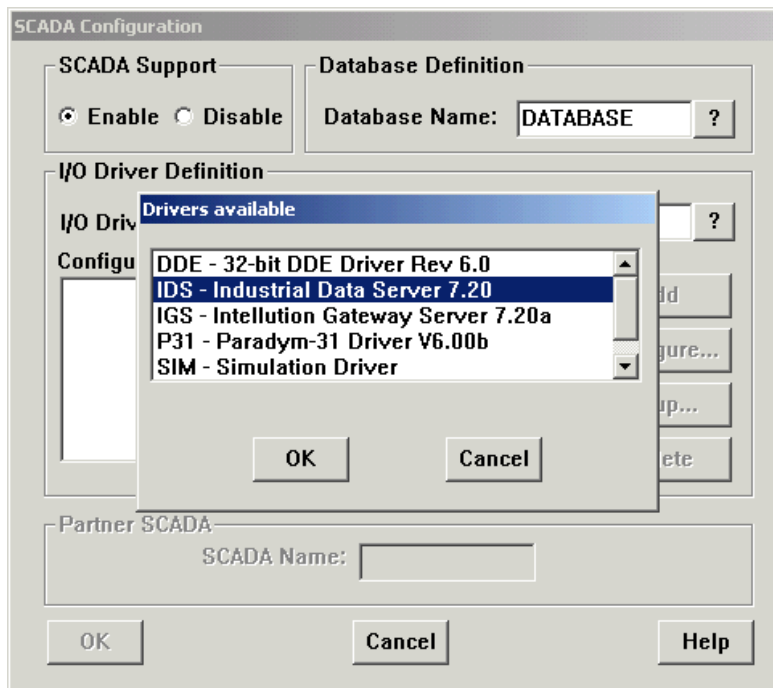 SCADA Configuration
SCADA Support
Database Definition
Enable Disable
Database Name: DATABASE ?
I/O Driver Definition
I/O Driv ?
Drivers available
Configu
DDE - 32-bit DDE Driver Rev 6.0
IDS - Industrial Data Server 7.20
IGS - Intellution Gateway Server 7.20a
P31 - Paradym-31 Driver V6.00b
SIM - Simulation Driver
dd
gure...
up...
ete
OK Cancel
Partner SCADA
SCADA Name:
OK Cancel Help